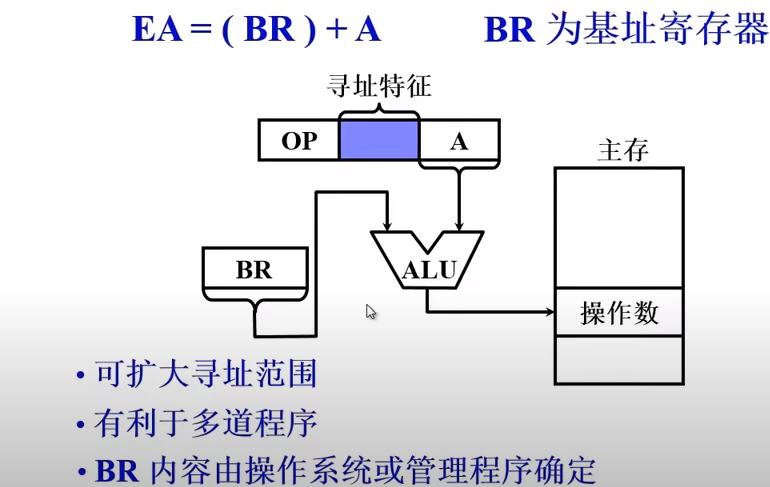 EA = ( BR ) + A BR 为基址寄存器
寻址特征
OP A
主存
BR
ALU
操作数
• 可扩大寻址范围
• 有利于多道程序
• BR 内容由操作系统或管理程序确定